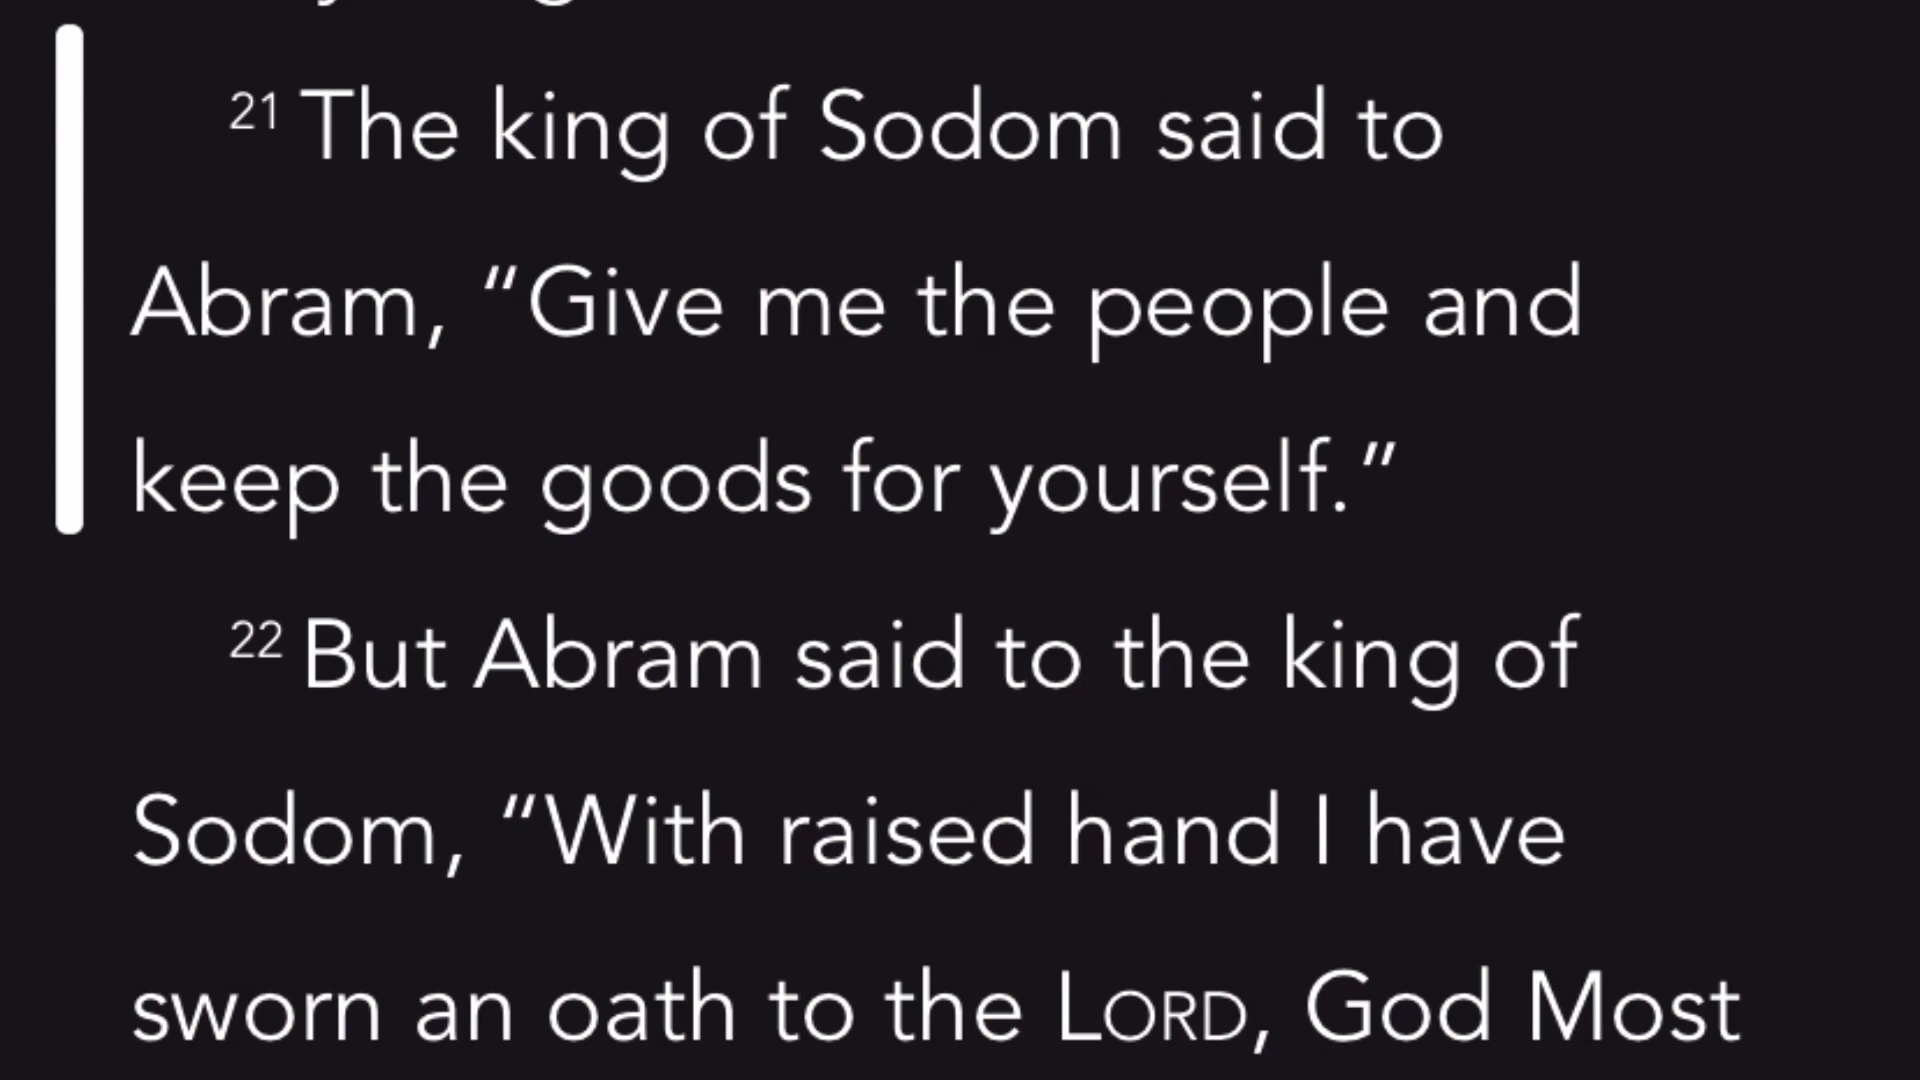 21 The king of Sodom said to
Abram, “Give me the people and
keep the goods for yourself.”
22 But Abram said to the king of
Sodom, “With raised hand I have
sworn an oath to the LORD, God Most